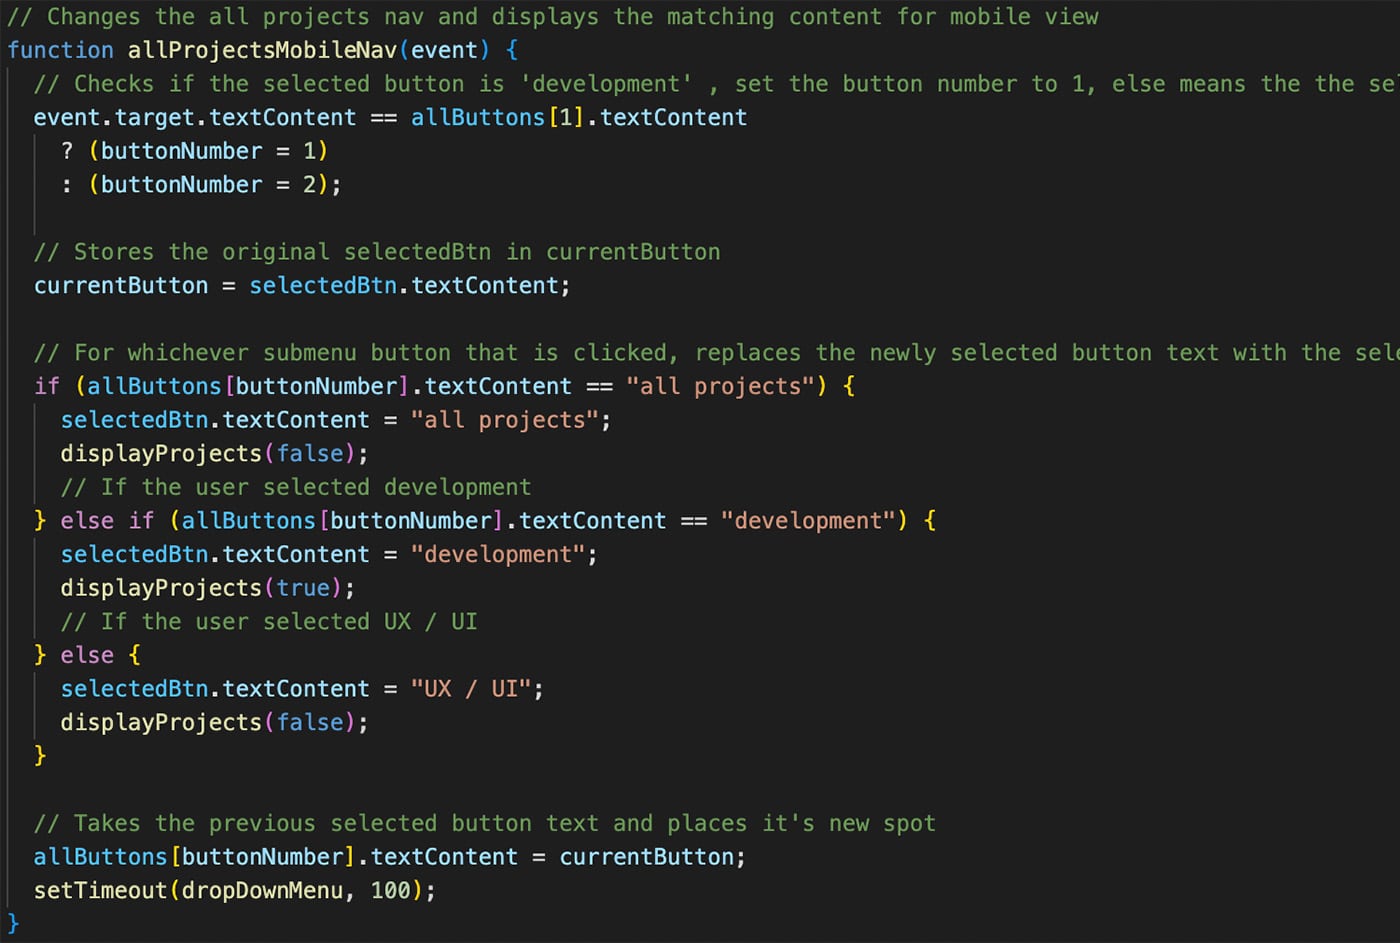 // Changes the all projects nav and displays the matching content for mobile view
function allProjectsMobileNav(event) {
// Checks if the selected button is 'development' , set the button number to 1, else means the the
event.target.textContent == allButtons[1].textContent
? (buttonNumber = 1)
: (buttonNumber = 2);
// Stores the original selectedBtn in currentButton
currentButton = selectedBtn.textContent;
// For whichever submenu button that is clicked, replaces the newly selected button text with the
if (allButtons[buttonNumber].textContent == "all projects") {
selectedBtn.textContent = "all projects";
displayProjects(false);
// If the user selected development
} else if (allButtons[buttonNumber].textContent == "development") {
selectedBtn.textContent = "development";
displayProjects(true);
// If the user selected UX / UI
} else {
selectedBtn.textContent = "UX / UI";
displayProjects(false);
}
// Takes the previous selected button text and places it's new spot
allButtons[buttonNumber].textContent = currentButton;
setTimeout(dropDownMenu, 100);
}